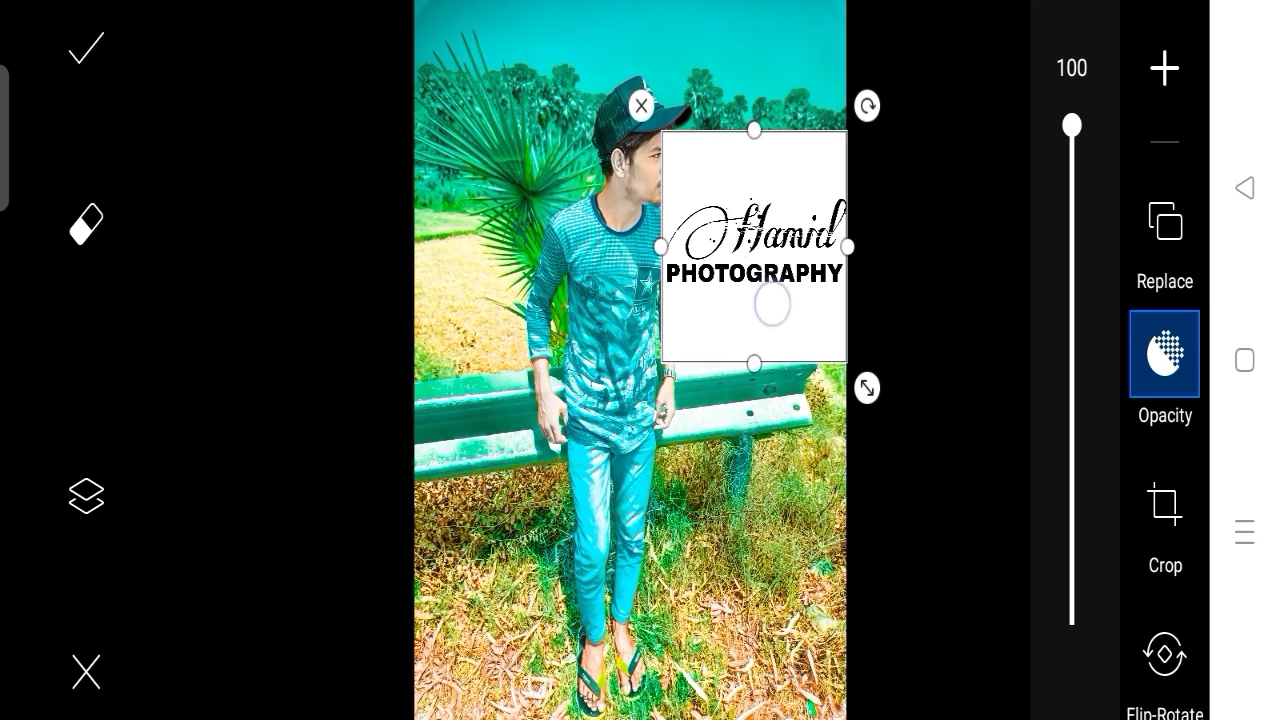 100
Hamid
PHOTOGRAPHY
Replace
Opacity
Crop
Flip-Rotate